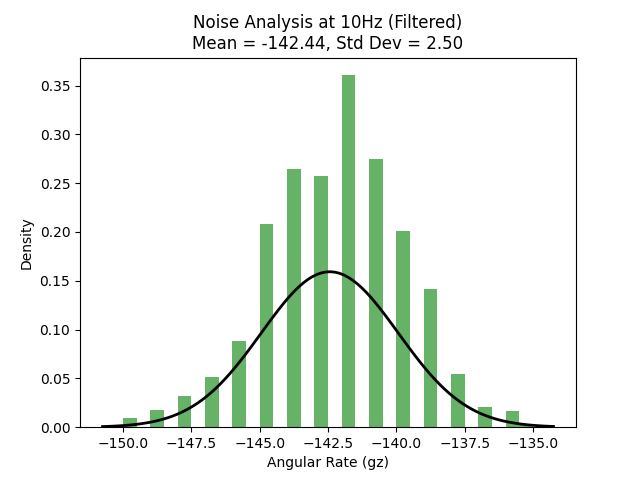 Noise Analysis at 10Hz (Filtered)
Mean = -142.44, Std Dev = 2.50
0.35
0.30
0.25
0.20
0.15
0.10
0.05
0.00
Density
−150.0 −147.5 −145.0 −142.5 −140.0 −137.5 −135.0
Angular Rate (gz)